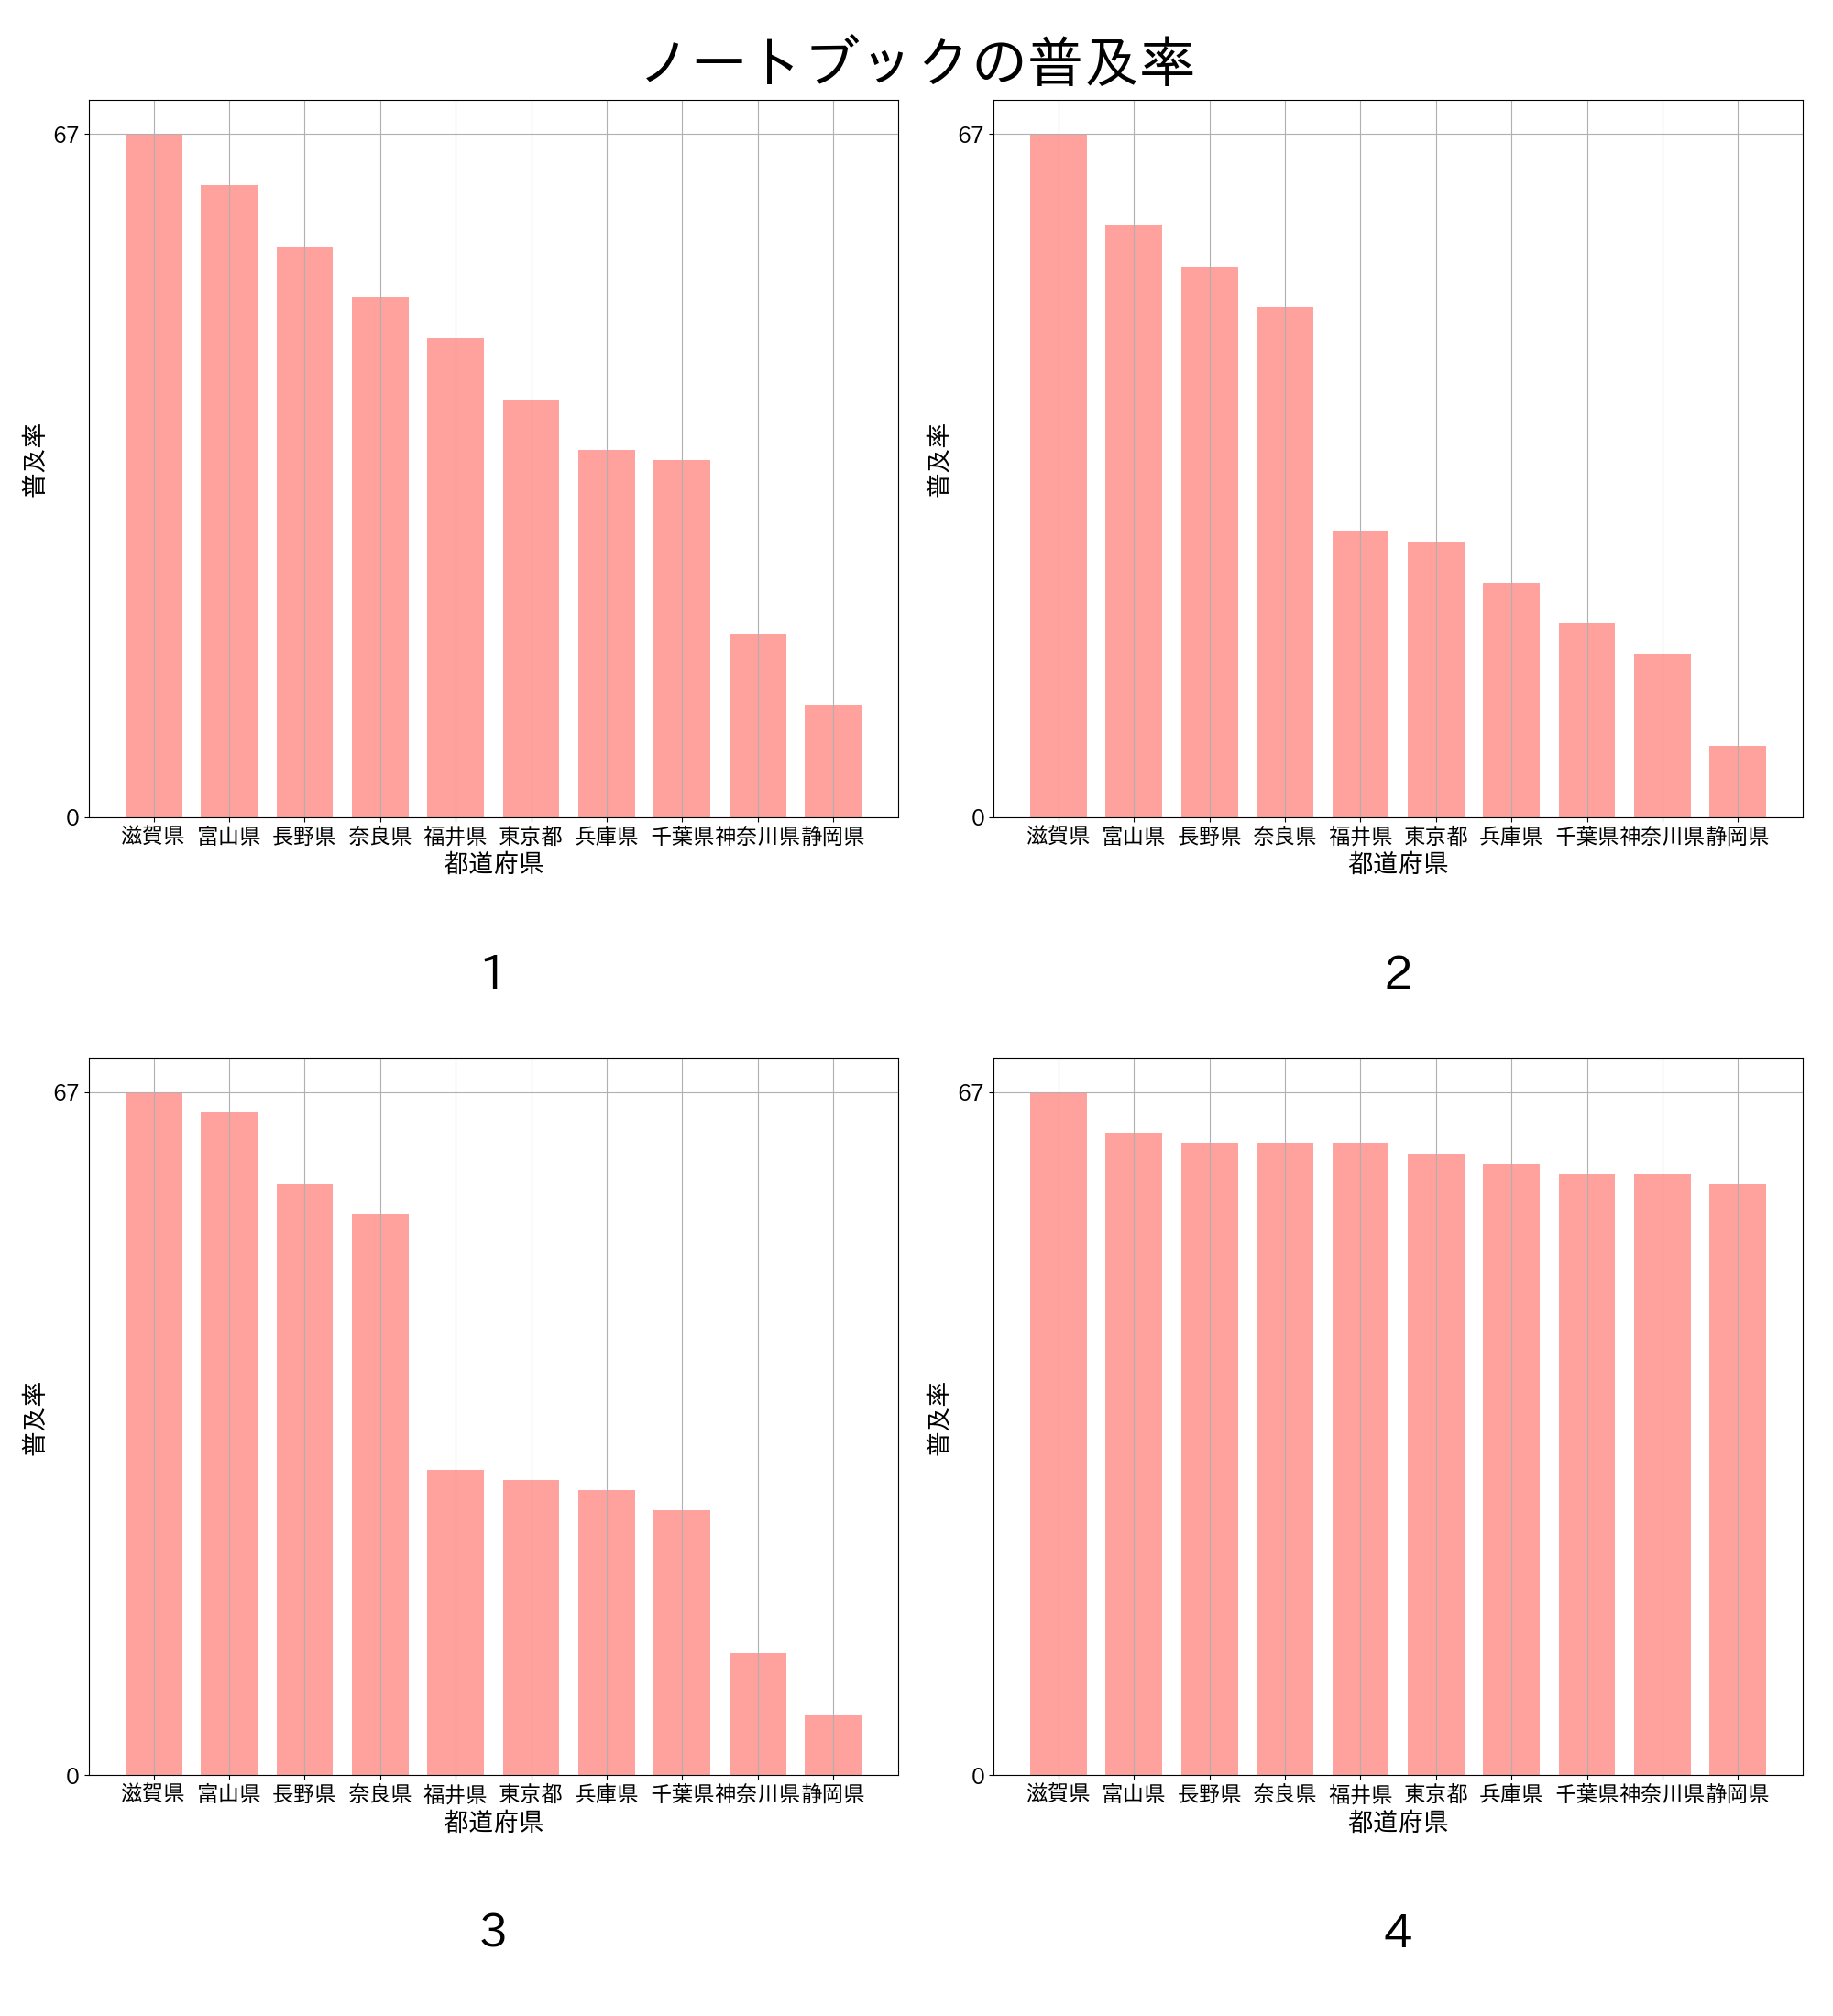 ノートブックの普及率
67
0
普及率
滋賀県 富山県 長野県 奈良県 福井県 東京都 兵庫県 千葉県 神奈川県 静岡県
都道府県
1
67
0
普及率
滋賀県 富山県 長野県 奈良県 福井県 東京都 兵庫県 千葉県 神奈川県 静岡県
都道府県
2
67
0
普及率
滋賀県 富山県 長野県 奈良県 福井県 東京都 兵庫県 千葉県 神奈川県 静岡県
都道府県
3
67
0
普及率
滋賀県 富山県 長野県 奈良県 福井県 東京都 兵庫県 千葉県 神奈川県 静岡県
都道府県
4